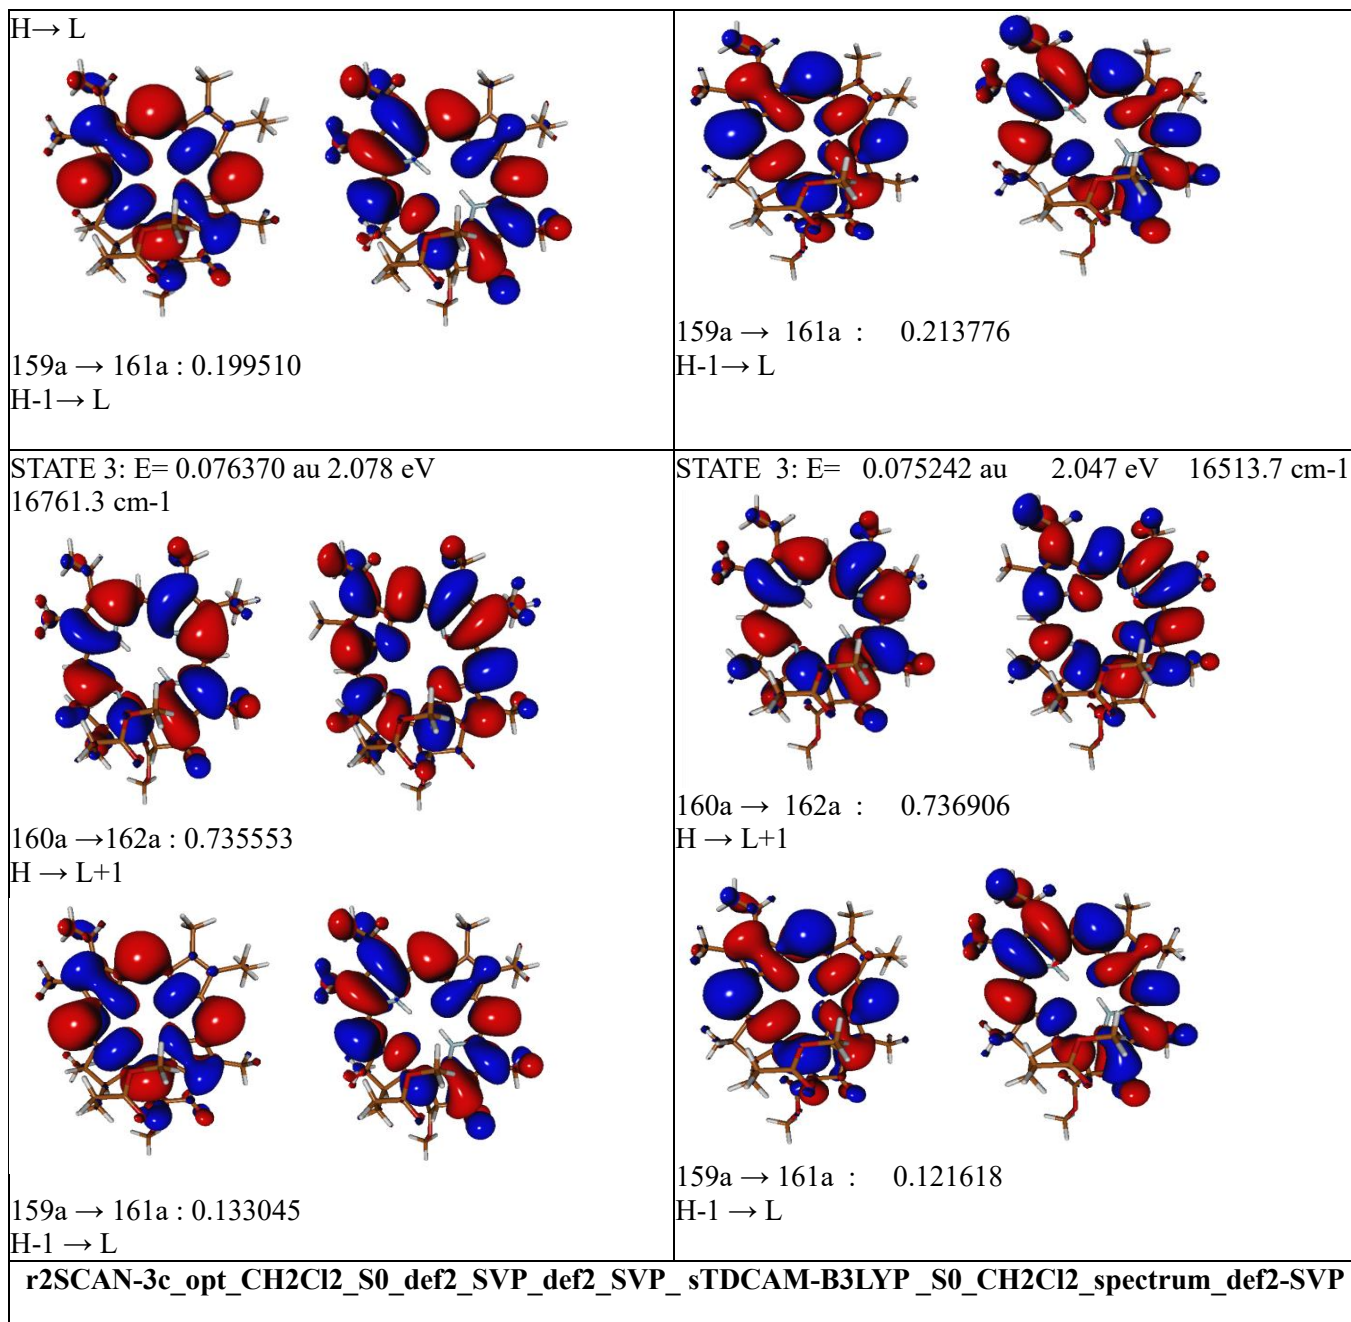 H→ L
159a → 161a : 0.199510
H-1→ L
159a → 161a : 0.213776
H-1→ L
STATE 3: E= 0.076370 au 2.078 eV
16761.3 cm-1
160a →162a : 0.735553
H → L+1
159a → 161a : 0.133045
H-1 → L
STATE 3: E= 0.075242 au 2.047 eV 16513.7 cm-1
160a → 162a : 0.736906
H → L+1
159a → 161a : 0.121618
H-1 → L
r2SCAN-3c_opt_CH2Cl2_S0_def2_SVP_def2_SVP_ sTDCAM-B3LYP _S0_CH2Cl2_spectrum_def2-SVP